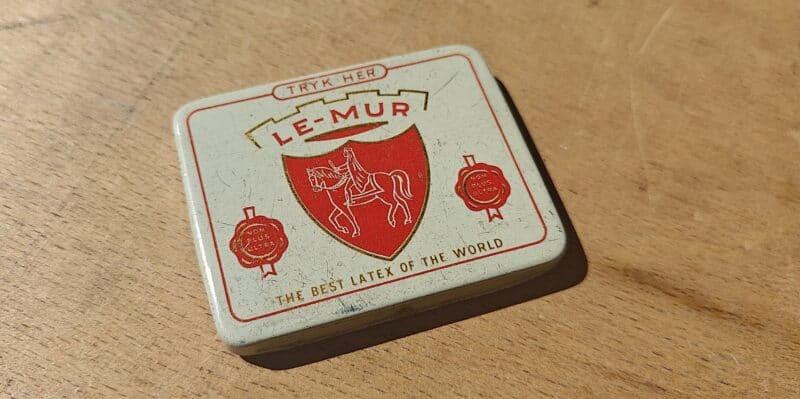 TRYK HER
LE-MUR
NON
PLUS
ULTRA
NON
PLUS
ULTRA
THE BEST LATEX OF THE WORLD